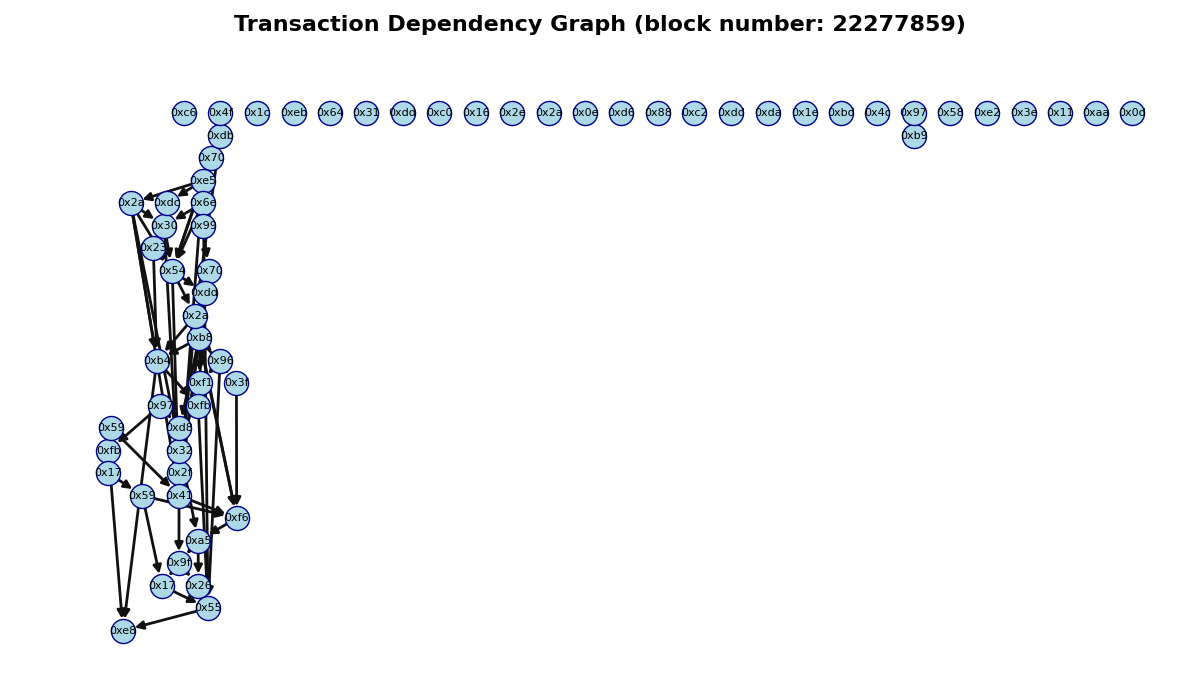 Transaction Dependency Graph (block number: 22277859)
0xc6 0x4f 0x1c 0xeb 0x64 0x31 0xdd 0xc0 0x16 0x2e 0x2a 0x0e 0xd6 0x88 0xc2 0xdd 0xda 0x1e 0xbd 0x4c 0x97 0x58 0xe2 0x3e 0x11 0xaa 0x0d
0xdb 0xb9
0x70
0xe5
0x2a 0xdc 0x6e
0x30 0x99
0x23
0x54 0x70
0xdd
0x2a
0xb8
0xb4 0x96
0xf1 0x3f
0x97 0xfb
0x59 0xd8
0xfb 0x32
0x17 0x2f
0x59 0x41
0xf6
0xa5
0x9f
0x17 0x26
0x55
0xe8